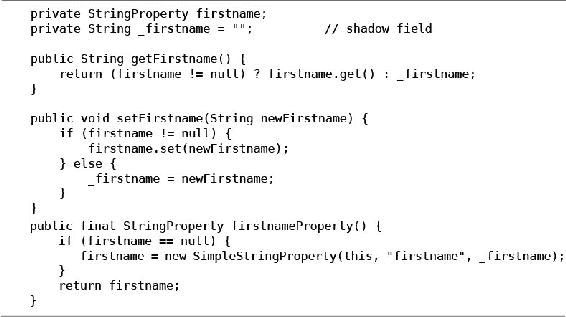 private StringProperty firstname;
private String _firstname = "";          // shadow field
public String getFirstname() {
    return (firstname != null) ? firstname.get() : _firstname;
}
public void setFirstname(String newFirstname) {
    if (firstname != null) {
        firstname.set(newFirstname);
    } else {
        _firstname = newFirstname;
    }
}
public final StringProperty firstnameProperty() {
    if (firstname == null) {
        firstname = new SimpleStringProperty(this, "firstname", _firstname);
    }
    return firstname;
}